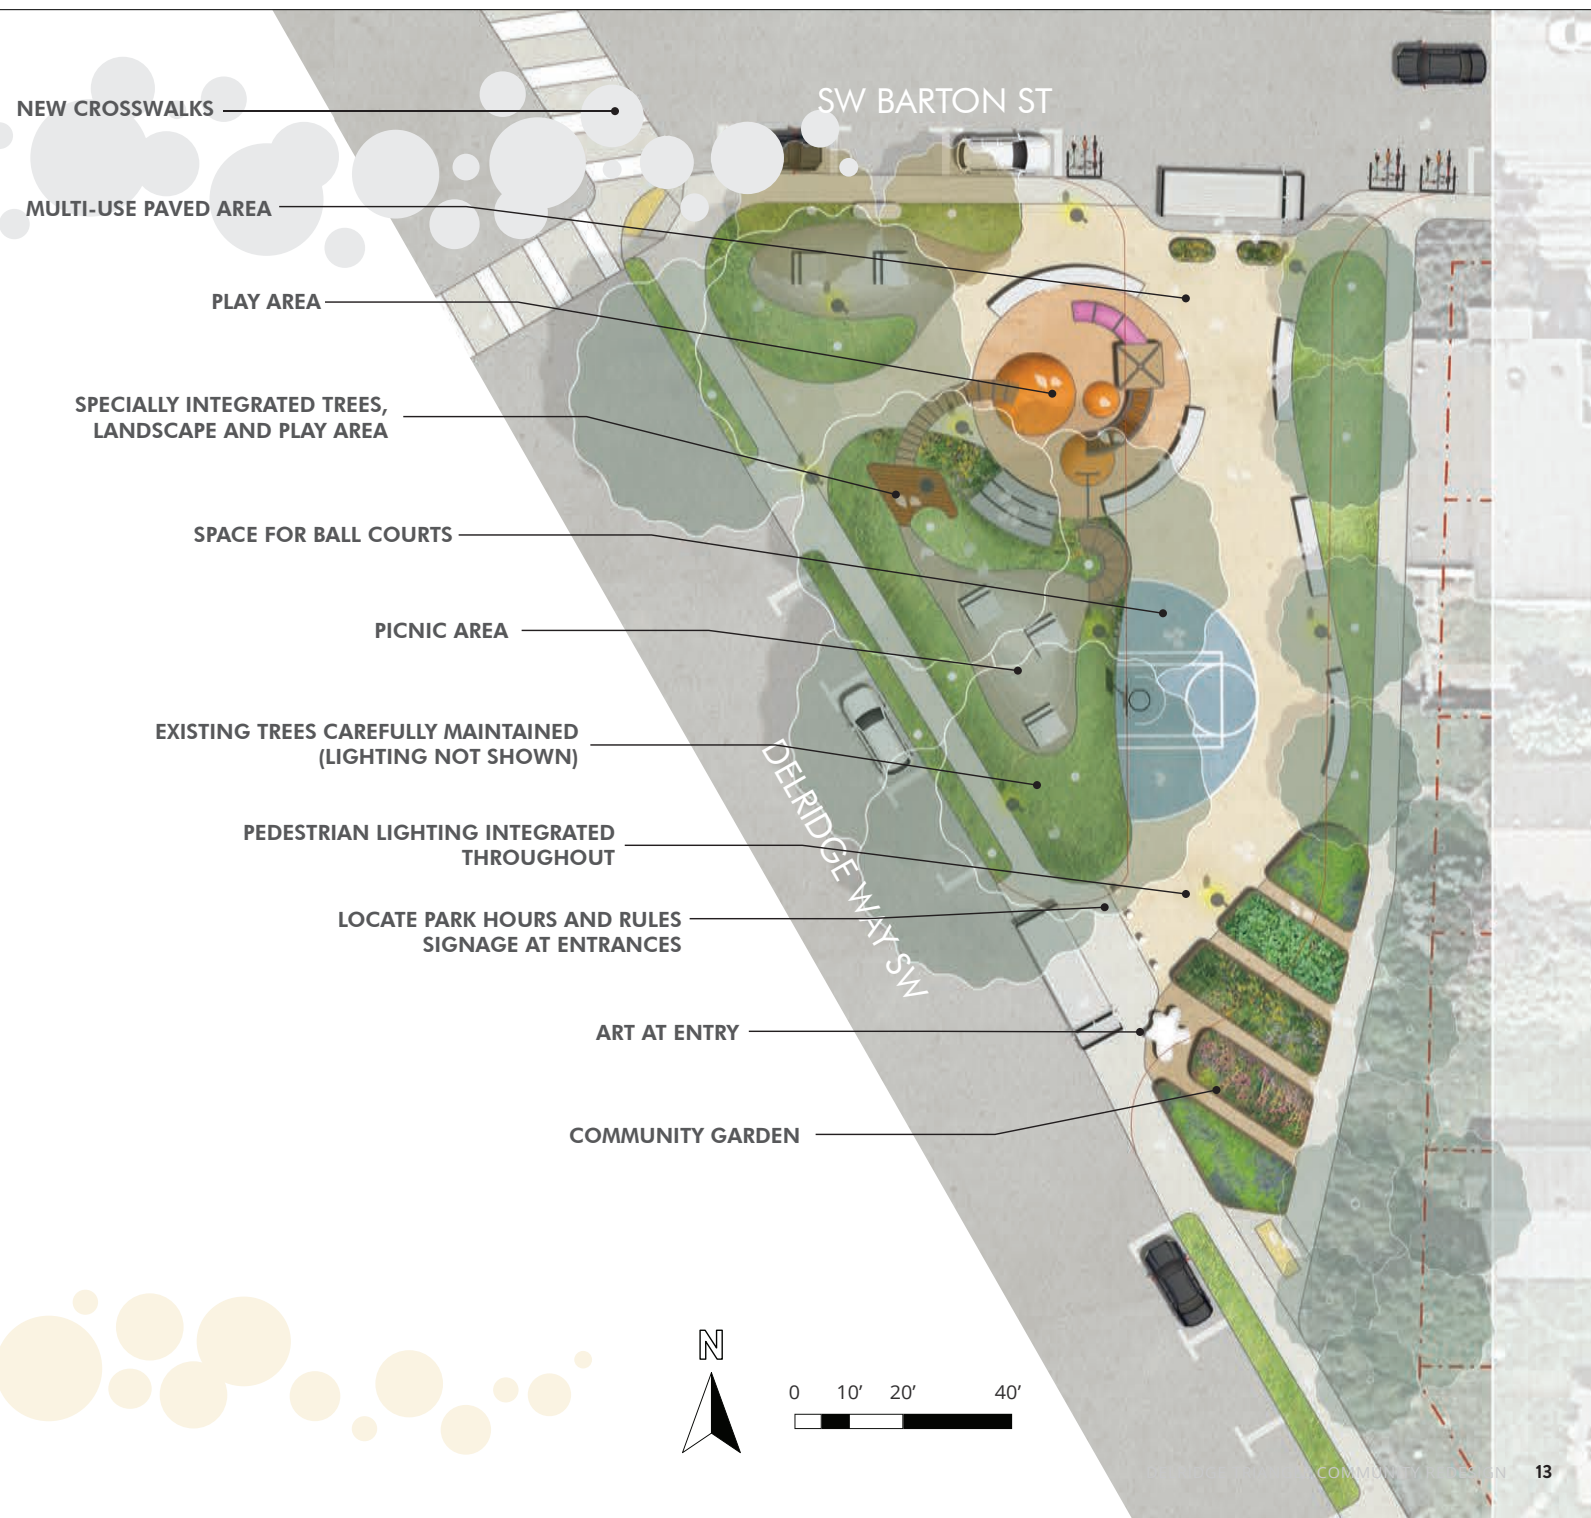 SW BARTON ST
NEW CROSSWALKS
MULTI-USE PAVED AREA
PLAY AREA
SPECIALLY INTEGRATED TREES,
LANDSCAPE AND PLAY AREA
SPACE FOR BALL COURTS
PICNIC AREA
EXISTING TREES CAREFULLY MAINTAINED
(LIGHTING NOT SHOWN)
DELRIDGE WAY SW
PEDESTRIAN LIGHTING INTEGRATED
THROUGHOUT
LOCATE PARK HOURS AND RULES
SIGNAGE AT ENTRANCES
ART AT ENTRY
COMMUNITY GARDEN
N
0 10’ 20’ 40’
13